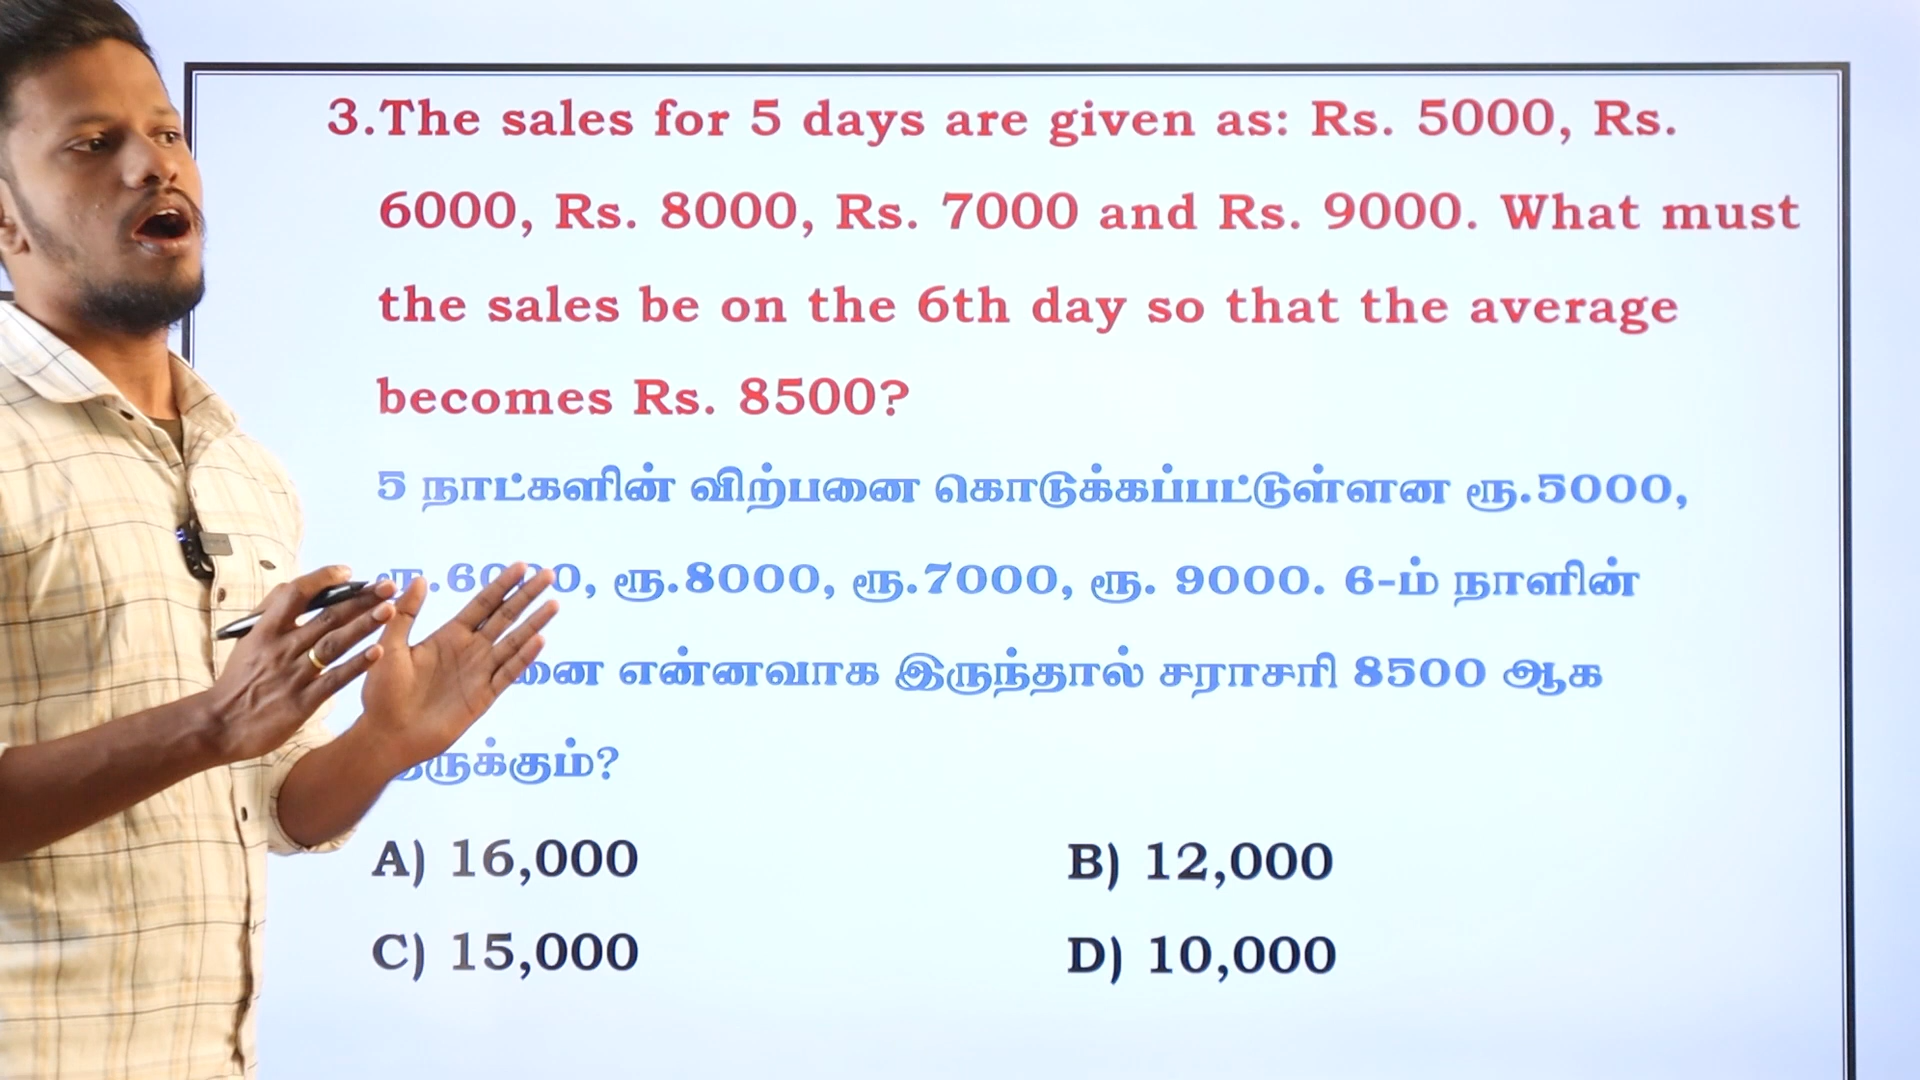 3.The sales for 5 days are given as: Rs. 5000, Rs.
6000, Rs. 8000, Rs. 7000 and Rs. 9000. What must
the sales be on the 6th day so that the average
becomes Rs. 8500?
5 நாட்களின் விற்பனை கொடுக்கப்பட்டுள்ளன ரூ.5000,
ரூ.6000, ரூ.8000, ரூ.7000, ரூ. 9000. 6-ம் நாளின்
என்னவாக இருந்தால் சராசரி 8500 ஆக
இருக்கும்?
A) 16,000
B) 12,000
C) 15,000
D) 10,000